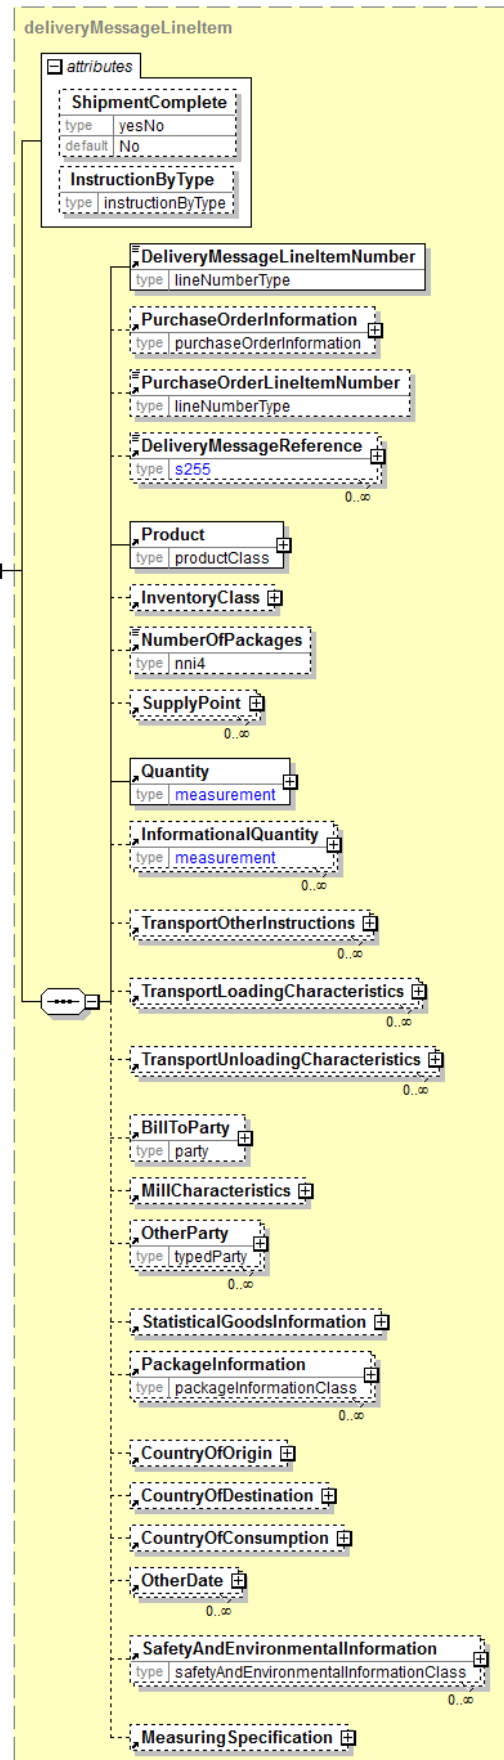 deliveryMessageLineItem
attributes
ShipmentComplete
type yesNo
default No
InstructionByType
type instructionByType
DeliveryMessageLineItemNumber
type lineNumberType
PurchaseOrderInformation
type purchaseOrderInformation
PurchaseOrderLineItemNumber
type lineNumberType
DeliveryMessageReference
type s255
0..∞
Product
type productClass
InventoryClass
NumberOfPackages
type nni4
SupplyPoint
0..∞
Quantity
type measurement
InformationalQuantity
type measurement
0..∞
TransportOtherInstructions
0..∞
TransportLoadingCharacteristics
0..∞
TransportUnloadingCharacteristics
0..∞
BillToParty
type party
MillCharacteristics
OtherParty
type typedParty
0..∞
StatisticalGoodsInformation
PackageInformation
type packageInformationClass
0..∞
CountryOfOrigin
CountryOfDestination
CountryOfConsumption
OtherDate
0..∞
SafetyAndEnvironmentalInformation
type safetyAndEnvironmentalInformationClass
0..∞
MeasuringSpecification